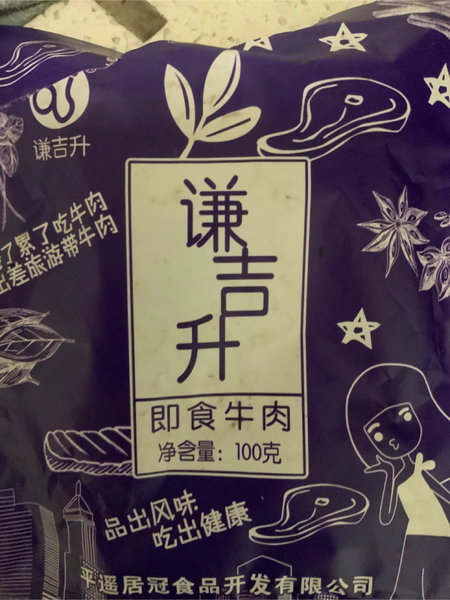 谦吉升
了累了吃牛肉
出差旅游带牛肉
谦吉升
即食牛肉
净含量：100克
品出风味
吃出健康
平遥居冠食品开发有限公司